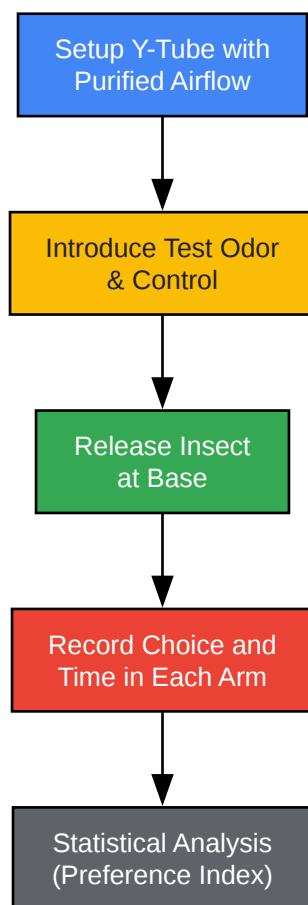 Setup Y-Tube with
Purified Airflow
Introduce Test Odor
& Control
Release Insect
at Base
Record Choice and
Time in Each Arm
Statistical Analysis
(Preference Index)